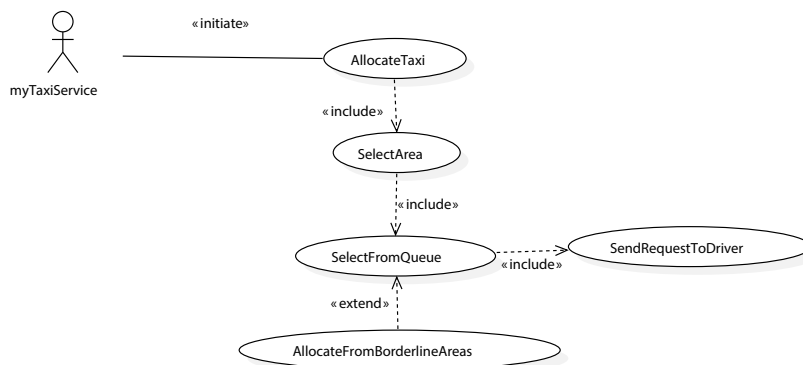 «initiate»
AllocateTaxi
myTaxiService
«include»
SelectArea
«include»
SelectFromQueue
SendRequestToDriver
«include»
«extend»
AllocateFromBorderlineAreas